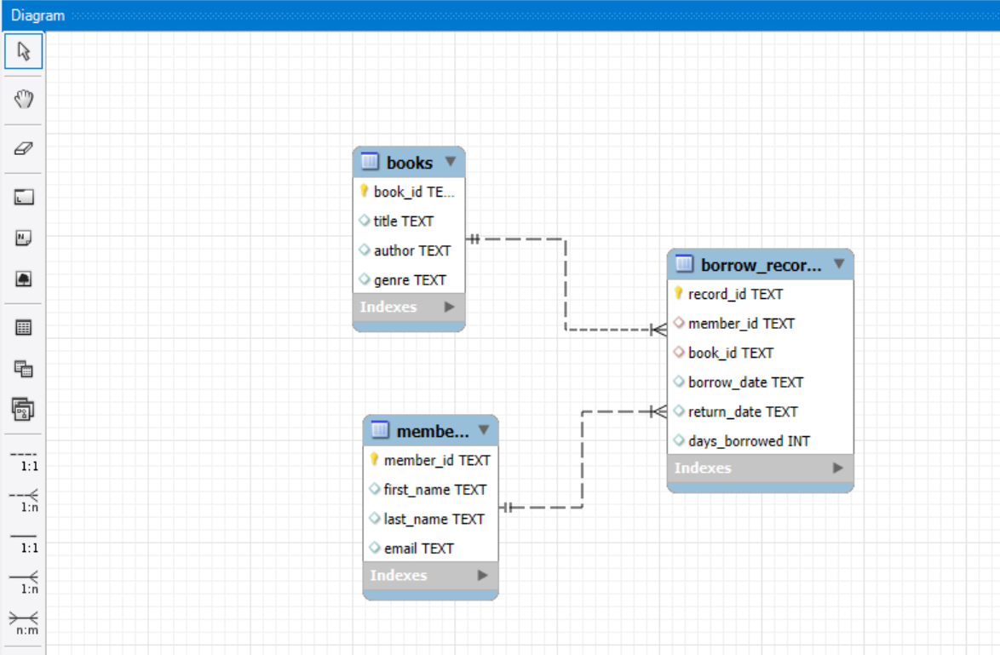 Diagram
books
book_id TE...
title TEXT
author TEXT
genre TEXT
Indexes
borrow_recor...
record_id TEXT
member_id TEXT
book_id TEXT
borrow_date TEXT
return_date TEXT
days_borrowed INT
Indexes
membe...
member_id TEXT
first_name TEXT
last_name TEXT
email TEXT
Indexes
1:1
1:n
1:1
1:n
n:m